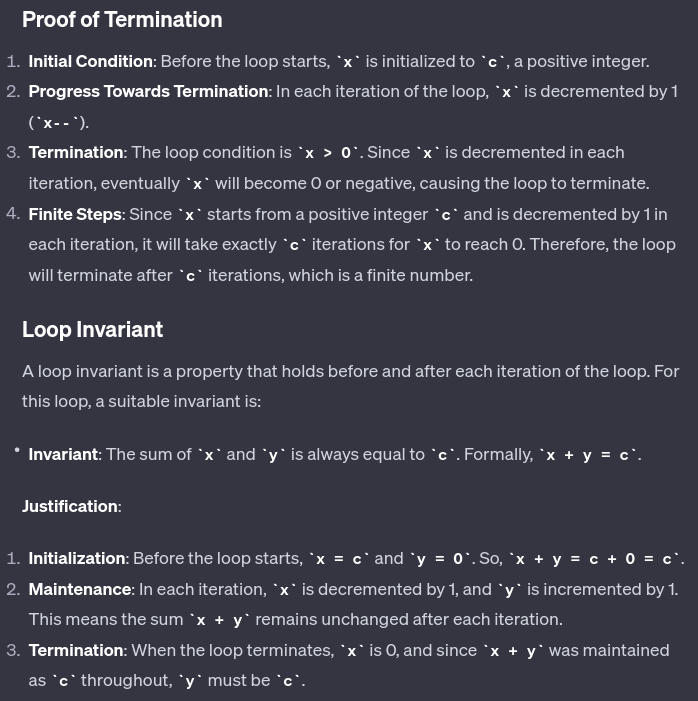 Proof of Termination
1. Initial Condition: Before the loop starts, `x` is initialized to `c`, a positive integer.
2. Progress Towards Termination: In each iteration of the loop, `x` is decremented by 1
(`x--`).
3. Termination: The loop condition is `x > 0`. Since `x` is decremented in each
iteration, eventually `x` will become 0 or negative, causing the loop to terminate.
4. Finite Steps: Since `x` starts from a positive integer `c` and is decremented by 1 in
each iteration, it will take exactly `c` iterations for `x` to reach 0. Therefore, the loop
will terminate after `c` iterations, which is a finite number.
Loop Invariant
A loop invariant is a property that holds before and after each iteration of the loop. For
this loop, a suitable invariant is:
• Invariant: The sum of `x` and `y` is always equal to `c`. Formally, `x + y = c`.
Justification:
1. Initialization: Before the loop starts, `x = c` and `y = 0`. So, `x + y = c + 0 = c`.
2. Maintenance: In each iteration, `x` is decremented by 1, and `y` is incremented by 1.
This means the sum `x + y` remains unchanged after each iteration.
3. Termination: When the loop terminates, `x` is 0, and since `x + y` was maintained
as `c` throughout, `y` must be `c`.